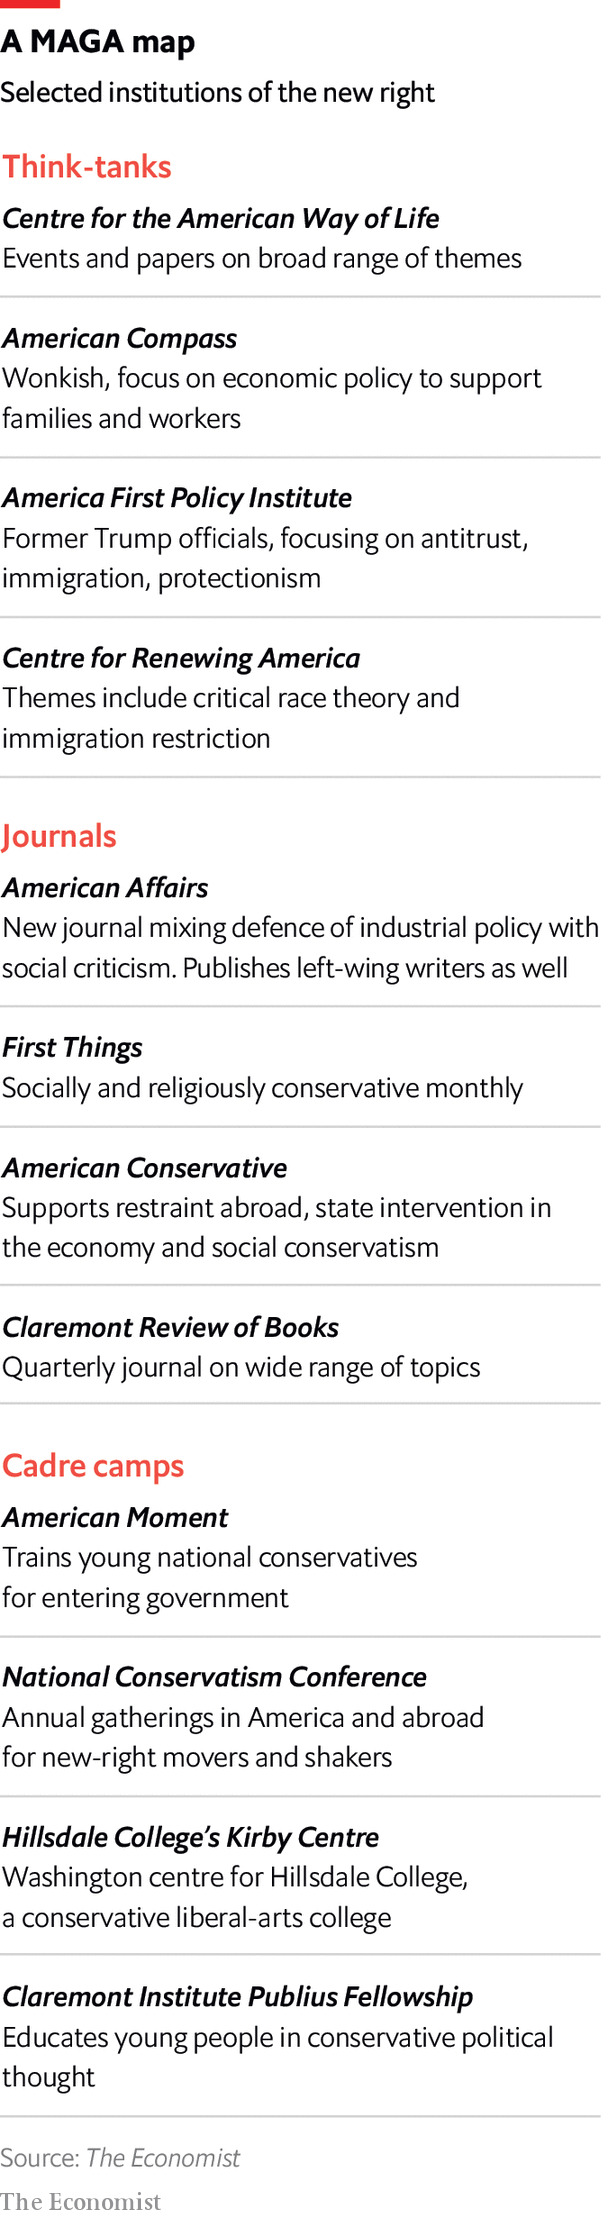 A MAGA map
Selected institutions of the new right
Think-tanks
Centre for the American Way of Life
Events and papers on broad range of themes
American Compass
Wonkish, focus on economic policy to support
families and workers
America First Policy Institute
Former Trump officials, focusing on antitrust,
immigration, protectionism
Centre for Renewing America
Themes include critical race theory and
immigration restriction
Journals
American Affairs
New journal mixing defence of industrial policy with
social criticism. Publishes left-wing writers as well
First Things
Socially and religiously conservative monthly
American Conservative
Supports restraint abroad, state intervention in
the economy and social conservatism
Claremont Review of Books
Quarterly journal on wide range of topics
Cadre camps
American Moment
Trains young national conservatives
for entering government
National Conservatism Conference
Annual gatherings in America and abroad
for new-right movers and shakers
Hillsdale College’s Kirby Centre
Washington centre for Hillsdale College,
a conservative liberal-arts college
Claremont Institute Publius Fellowship
Educates young people in conservative political
thought
Source: The Economist
The Economist